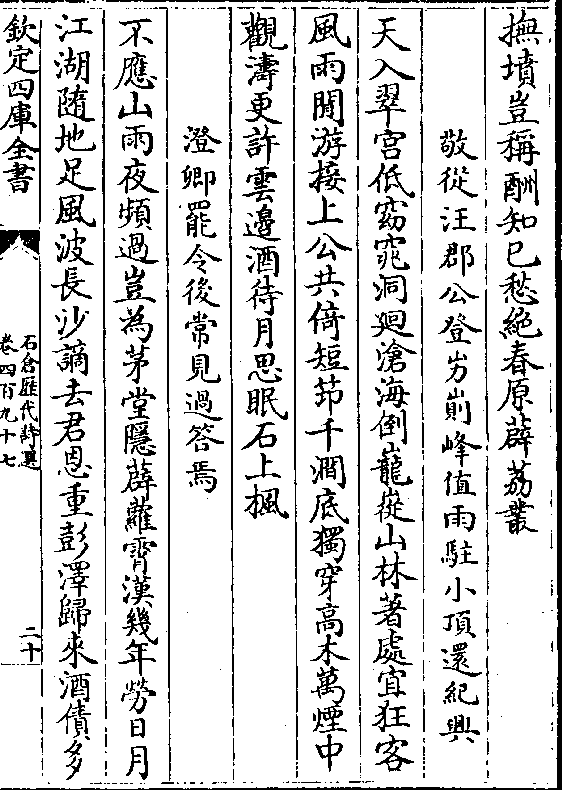 撫墳豈稱酬知已愁絶春原薜荔叢
敬從汪郡公登屴崱峰值雨駐小頂還紀興
天入翠宫低窈窕洞廻滄海倒巃嵸山林著處宜狂客
風雨閒游接上公共倚短笻千澗底獨穿高木萬煙中
觀濤更許雲邊酒待月思眠石上楓
澄卿罷令後常見過答焉
不應山雨夜頻過豈為茅堂隱薜蘿霄漢幾年勞日月
江湖隨地足風波長沙謫去君恩重彭澤歸來酒債多
欽定四庫全書
石倉歷代詩選
卷四百九十七
二十